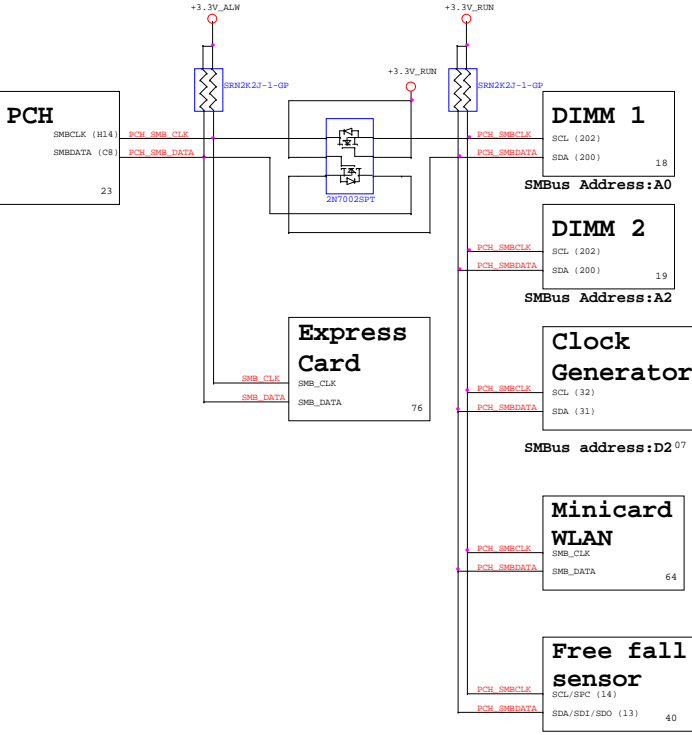 +3.3V_ALW
+3.3V_RUN
+3.3V_RUN
SRN2K2J-1-GP
SRN2K2J-1-GP
PCH
SMBCLK (H14)
PCH_SMB_CLK
SMBDATA (C8)
PCH_SMB_DATA
23
2N7002SPT
DIMM 1
PCH_SMBCLK
SCL (202)
PCH_SMBDATA
SDA (200)
18
SMBus Address:A0
DIMM 2
PCH_SMBCLK
SCL (202)
PCH_SMBDATA
SDA (200)
19
SMBus Address:A2
Express
Card
SMB_CLK
SMB_CLK
SMB_DATA
SMB_DATA
76
Clock
Generator
PCH_SMBCLK
SCL (32)
PCH_SMBDATA
SDA (31)
SMBus address:D2
07
Minicard
WLAN
PCH_SMBCLK
SMB_CLK
PCH_SMBDATA
SMB_DATA
64
Free fall
sensor
PCH_SMBCLK
SCL/SPC (14)
PCH_SMBDATA
SDA/SDI/SDO (13)
40